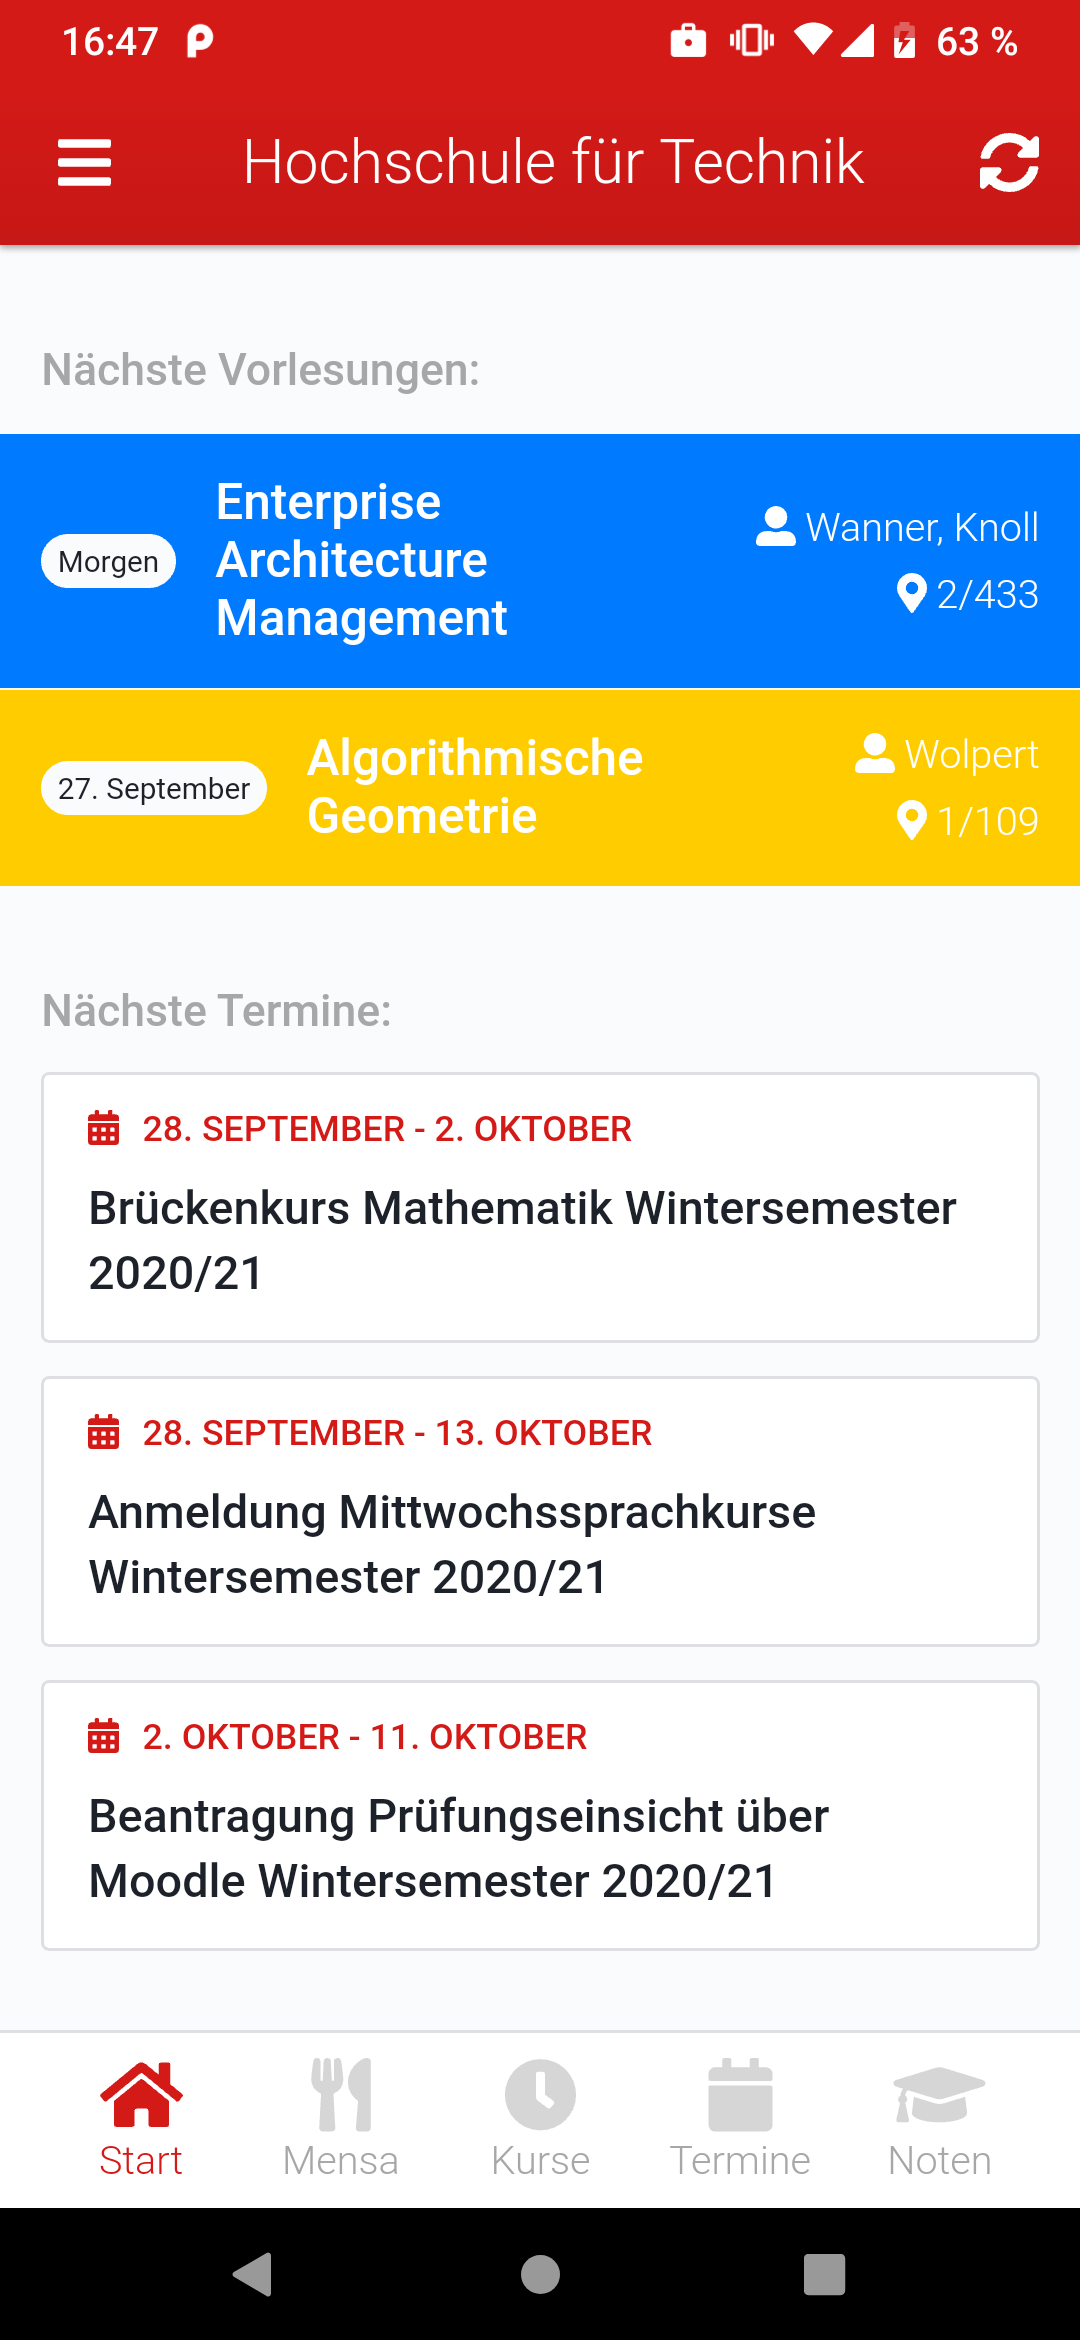 16:47
63 %
Hochschule für Technik
Nächste Vorlesungen:
Morgen
Enterprise
Architecture
Management
Wanner, Knoll
2/433
27. September
Algorithmische
Geometrie
Wolpert
1/109
Nächste Termine:
28. SEPTEMBER - 2. OKTOBER
Brückenkurs Mathematik Wintersemester
2020/21
28. SEPTEMBER - 13. OKTOBER
Anmeldung Mittwochssprachkurse
Wintersemester 2020/21
2. OKTOBER - 11. OKTOBER
Beantragung Prüfungseinsicht über
Moodle Wintersemester 2020/21
Start
Mensa
Kurse
Termine
Noten